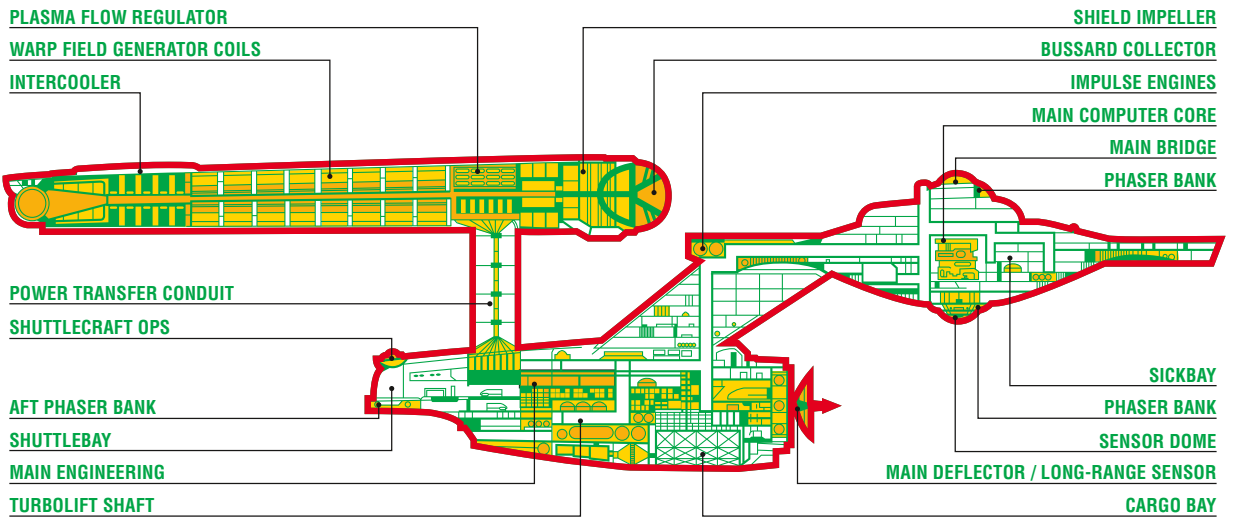 PLASMA FLOW REGULATOR
WARP FIELD GENERATOR COILS
INTERCOOLER
SHIELD IMPELLER
BUSSARD COLLECTOR
IMPULSE ENGINES
MAIN COMPUTER CORE
MAIN BRIDGE
PHASER BANK
POWER TRANSFER CONDUIT
SHUTTLECRAFT OPS
AFT PHASER BANK
SHUTTLEBAY
MAIN ENGINEERING
TURBOLIFT SHAFT
SICKBAY
PHASER BANK
SENSOR DOME
MAIN DEFLECTOR / LONG-RANGE SENSOR
CARGO BAY